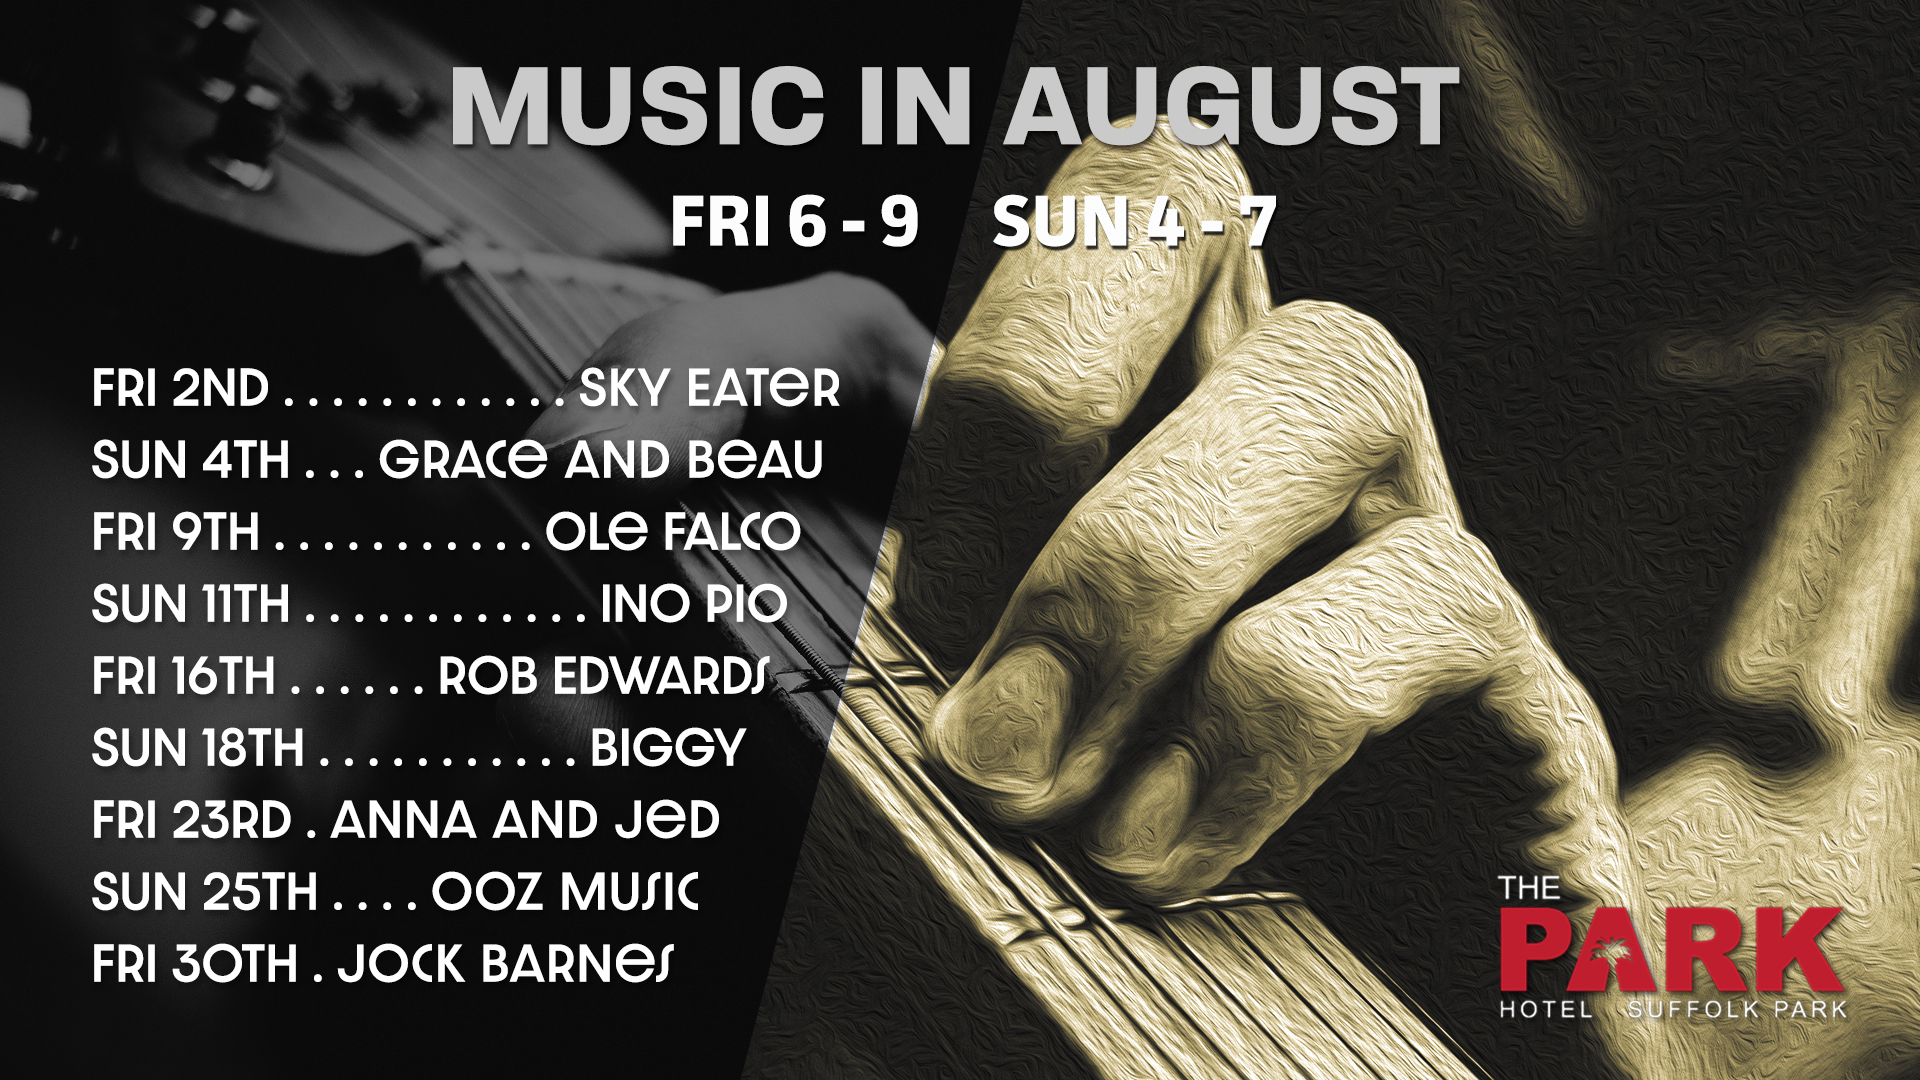 MUSIC IN AUGUST
FRI 6 - 9 SUN 4 - 7
FRI 2ND . . . . . . . . . . . . SKY EATeR
SUN 4TH . . . GRACe AND BeAU
FRI 9TH . . . . . . . . . . . OLe FALCO
SUN 11TH . . . . . . . . . . . . INO PIO
FRI 16TH . . . . . . ROB EDWARDS
SUN 18TH . . . . . . . . . . . BIGGY
FRI 23RD . ANNA AND JeD
SUN 25TH . . . . OOZ MUSIC
FRI 30TH . JOCK BARNeS
THE
PARK
HOTEL SUFFOLK PARK